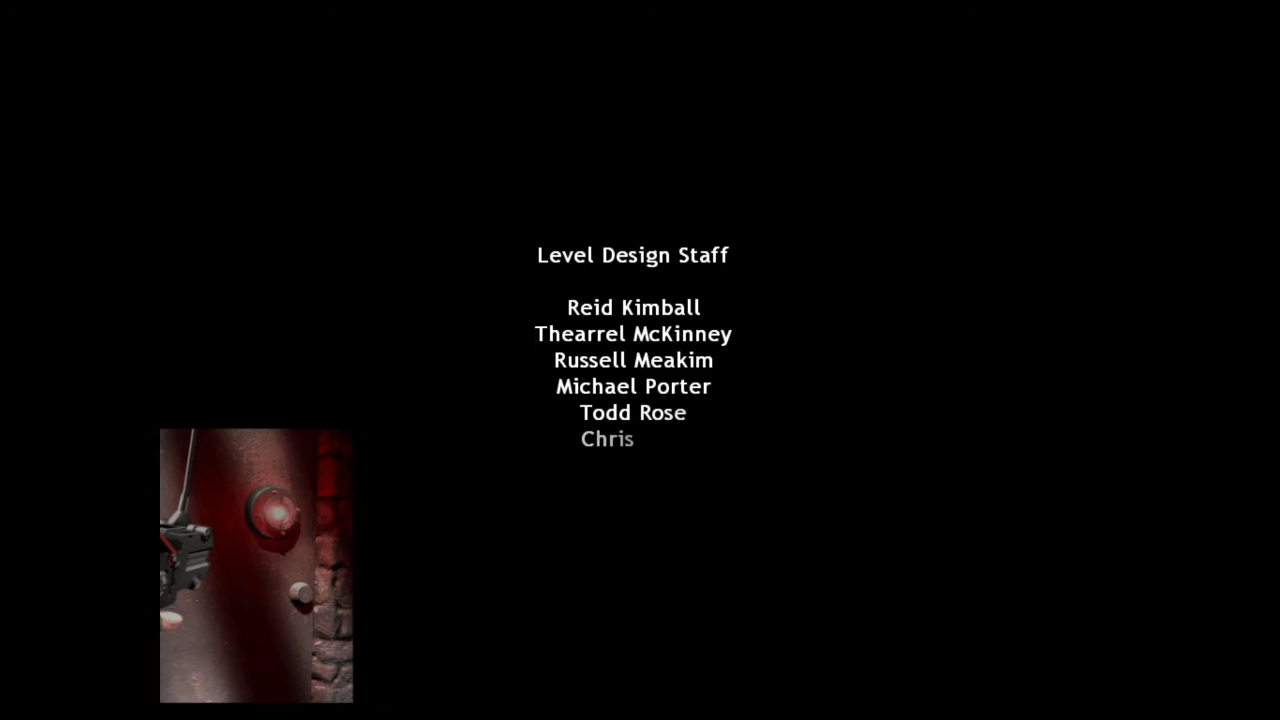 Level Design Staff
Reid Kimball
Thearrel McKinney
Russell Meakim
Michael Porter
Todd Rose
Chris